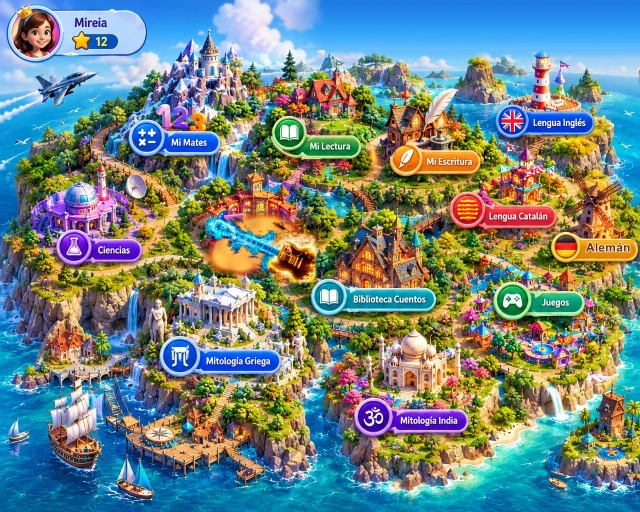 Mireia
12
123
Mi Mates
Mi Lectura
Mi Escritura
Lengua Inglés
Lengua Catalán
Alemán
Ciencias
Biblioteca Cuentos
Juegos
Mitología Griega
ॐ
Mitología India